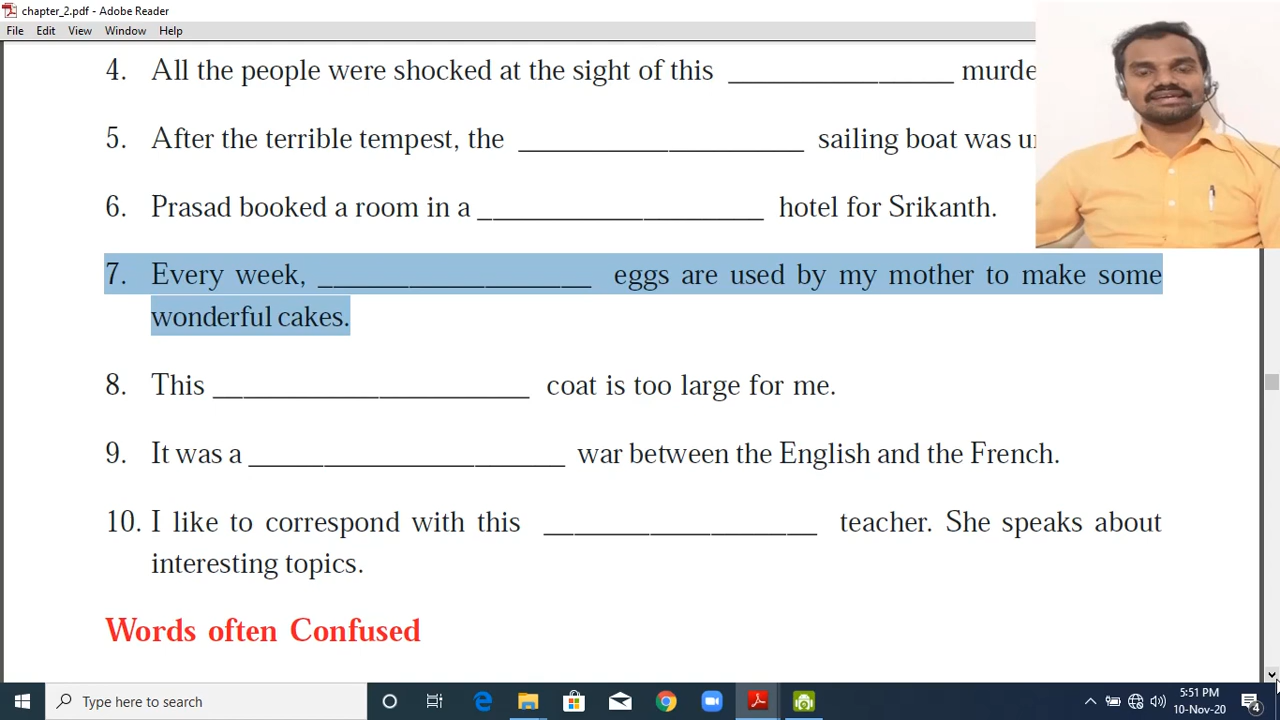 chapter_2.pdf - Adobe Reader
File Edit View Window Help
4. All the people were shocked at the sight of this _______________ murde
5. After the terrible tempest, the ___________________ sailing boat was
6. Prasad booked a room in a ___________________ hotel for Srikanth.
7. Every week, __________________ eggs are used by my mother to make some
wonderful cakes.
8. This _____________________ coat is too large for me.
9. It was a _____________________ war between the English and the French.
10. I like to correspond with this __________________ teacher. She speaks about
interesting topics.
Words often Confused
Type here to search
5:51 PM
10-Nov-20
4